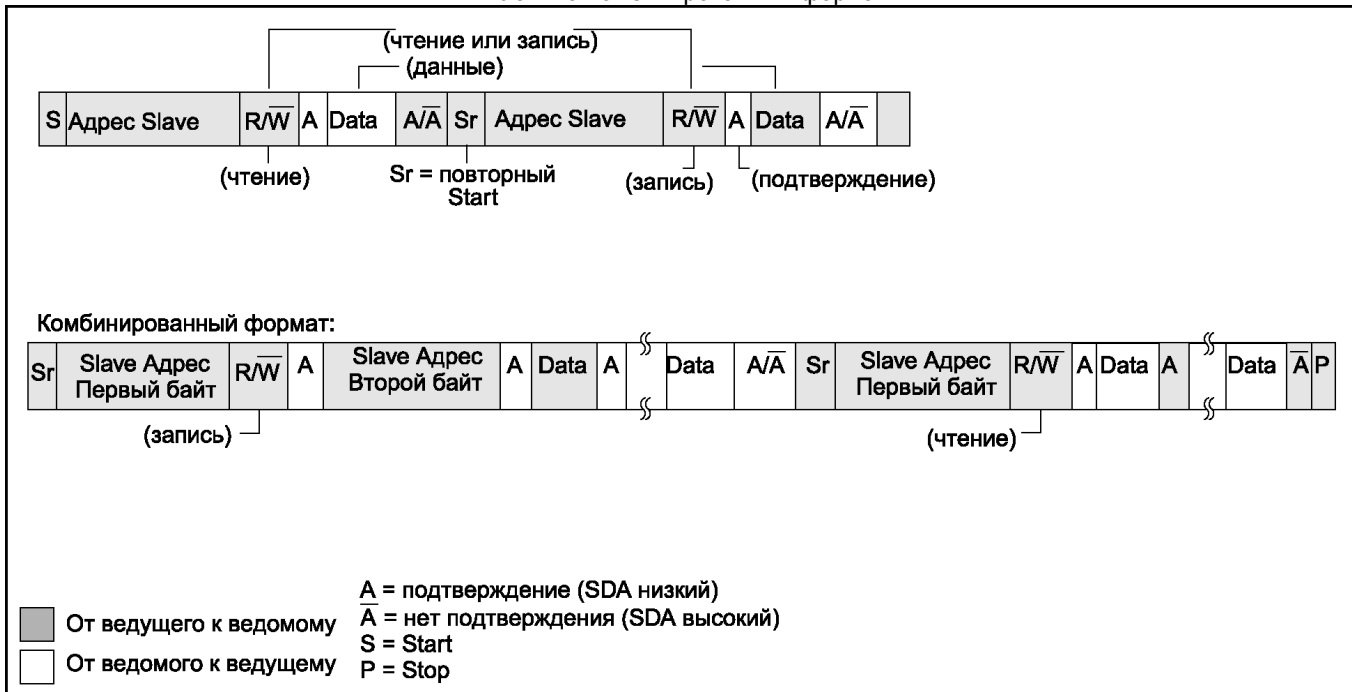 (чтение или запись)
(данные)
S Адрес Slave R/W̅ A Data A/A̅ Sr Адрес Slave R/W̅ A Data A/A̅
(чтение) Sr = повторный Start (запись) (подтверждение)
Комбинированный формат:
Sr Slave Адрес Первый байт R/W̅ A Slave Адрес Второй байт A Data A Data A/A̅ Sr Slave Адрес Первый байт R/W̅ A Data A Data A̅ P
(запись) (чтение)
A = подтверждение (SDA низкий)
От ведущего к ведомому A̅ = нет подтверждения (SDA высокий)
S = Start
От ведомого к ведущему P = Stop